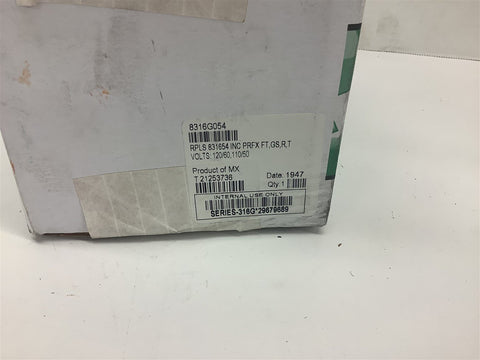 8316G054
RPLS 831654 INC PRFX FT,GS,R,T
VOLTS: 120/60,110/50
Product of MX
Date: 1947
T 21253736
Qty: 1
INTERNAL USE ONLY
SERIES-316G*29679689